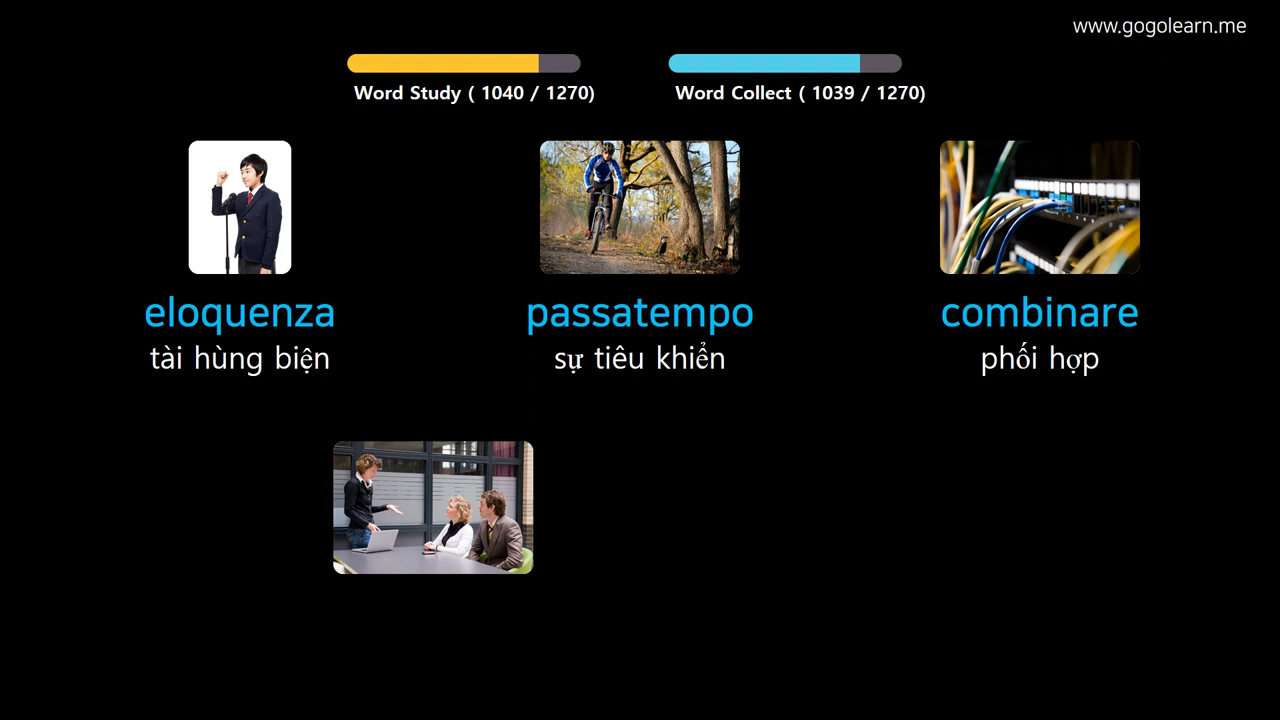 www.gogolearn.me
Word Study ( 1040 / 1270)
Word Collect ( 1039 / 1270)
eloquenza
tài hùng biện
passatempo
sự tiêu khiển
combinare
phối hợp